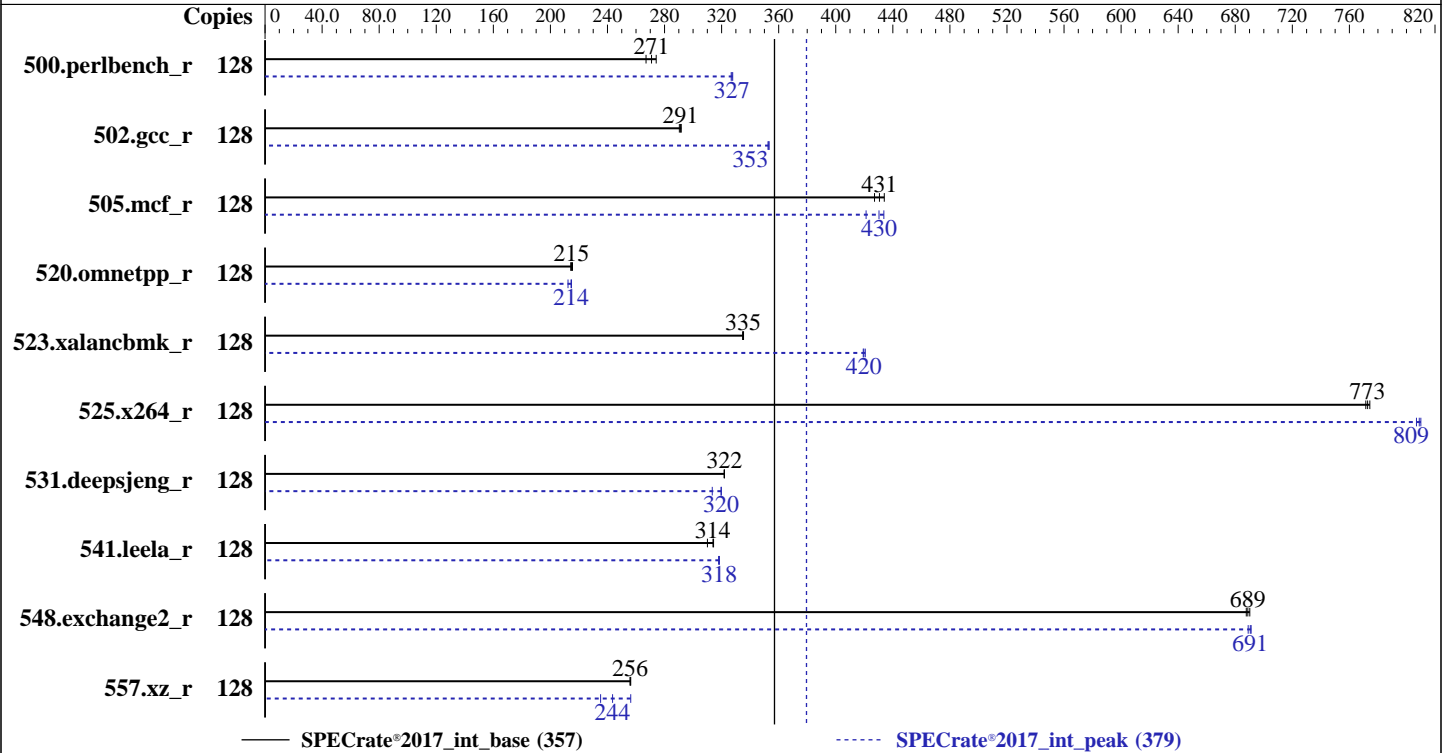 Copies 0 40.0 80.0 120 160 200 240 280 320 360 400 440 480 520 560 600 640 680 720 760 820
271
500.perlbench_r 128
327
291
502.gcc_r 128
353
431
505.mcf_r 128
430
215
520.omnetpp_r 128
214
335
523.xalancbmk_r 128
420
773
525.x264_r 128
809
322
531.deepsjeng_r 128
320
314
541.leela_r 128
318
689
548.exchange2_r 128
691
256
557.xz_r 128
244
SPECrate®2017_int_base (357) SPECrate®2017_int_peak (379)